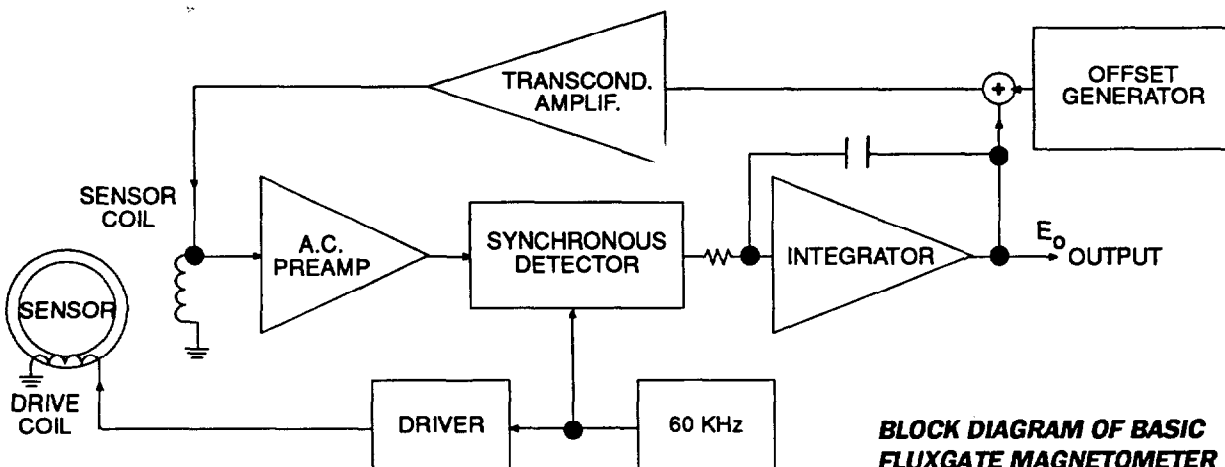 TRANSCOND.
AMPLIF.
+
OFFSET
GENERATOR
SENSOR
COIL
A.C.
PREAMP
SYNCHRONOUS
DETECTOR
INTEGRATOR
E₀
OUTPUT
SENSOR
DRIVE
COIL
DRIVER
60 KHz
BLOCK DIAGRAM OF BASIC
FLUXGATE MAGNETOMETER